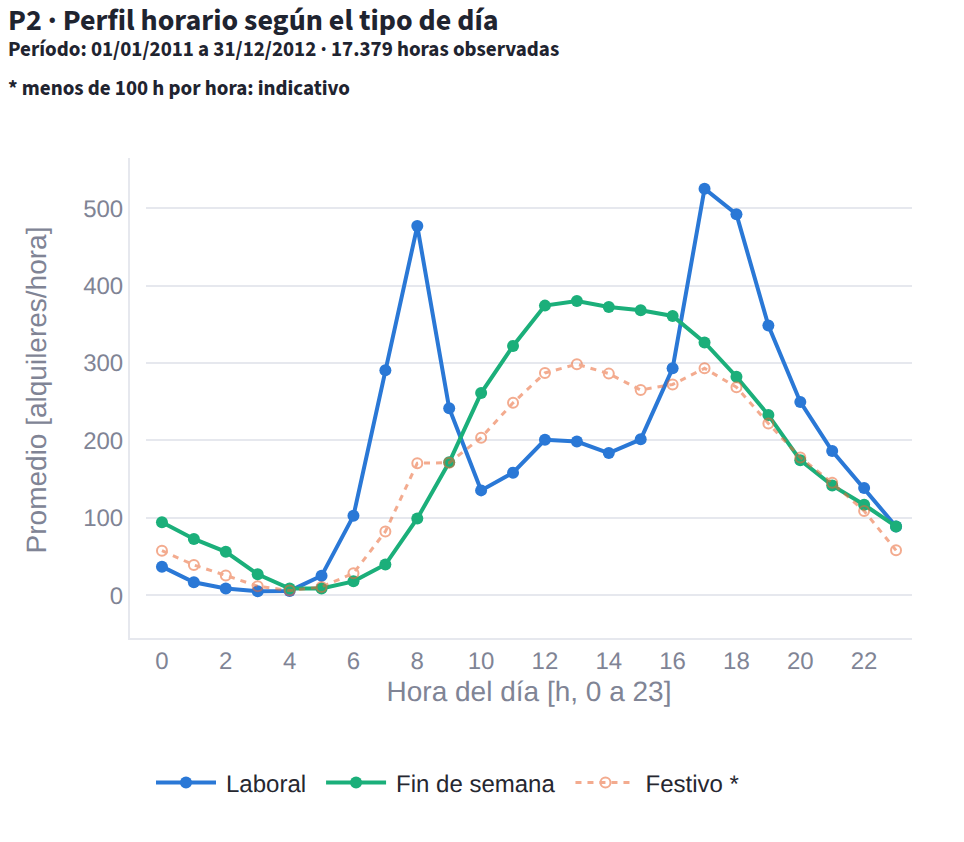 P2 · Perfil horario según el tipo de día
Período: 01/01/2011 a 31/12/2012 · 17.379 horas observadas
* menos de 100 h por hora: indicativo
Promedio [alquileres/hora]
500
400
300
200
100
0
0 2 4 6 8 10 12 14 16 18 20 22
Hora del día [h, 0 a 23]
Laboral Fin de semana Festivo *